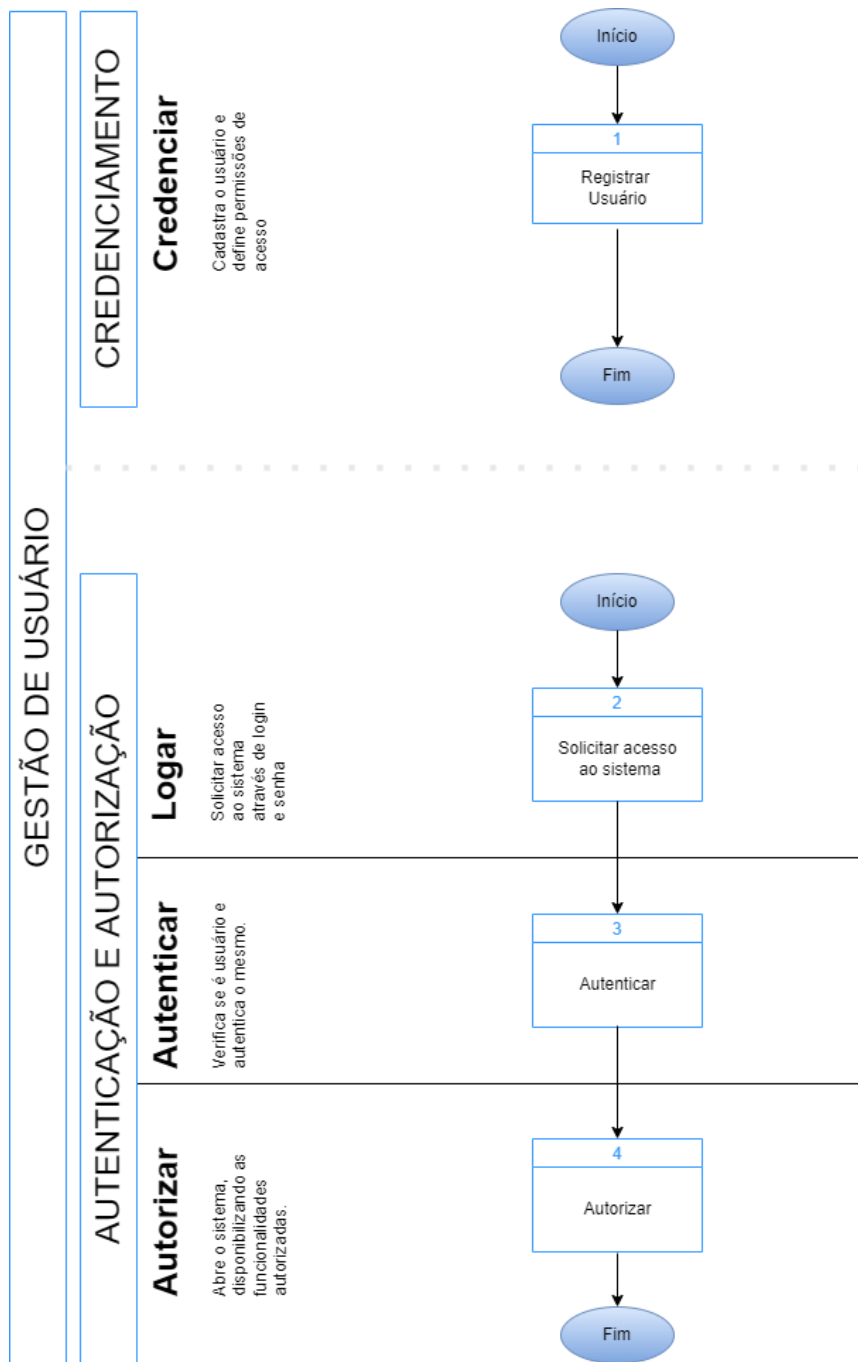 GESTÃO DE USUÁRIO
CREDENCIAMENTO
Credenciar
Cadastra o usuário e
define permissões de
acesso
Início
1
Registrar
Usuário
Fim
AUTENTICAÇÃO E AUTORIZAÇÃO
Logar
Solicitar acesso
ao sistema
através de login
e senha
Início
2
Solicitar acesso
ao sistema
Autenticar
Verifica se é usuário e
autentica o mesmo.
3
Autenticar
Autorizar
Abre o sistema,
disponibilizando as
funcionalidades
autorizadas.
4
Autorizar
Fim